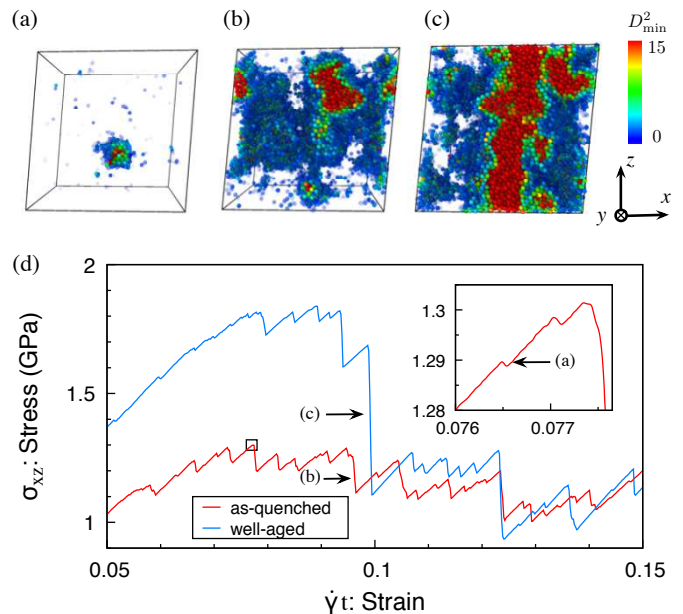 (a) (b) (c) D²min
15
0
z
y x
(d)
2
1.5
1
σxz: Stress (GPa)
1.3
1.29
1.28
0.076 0.077
(a)
(c)
(b)
as-quenched
well-aged
0.05 0.1 0.15
γ̇ t: Strain